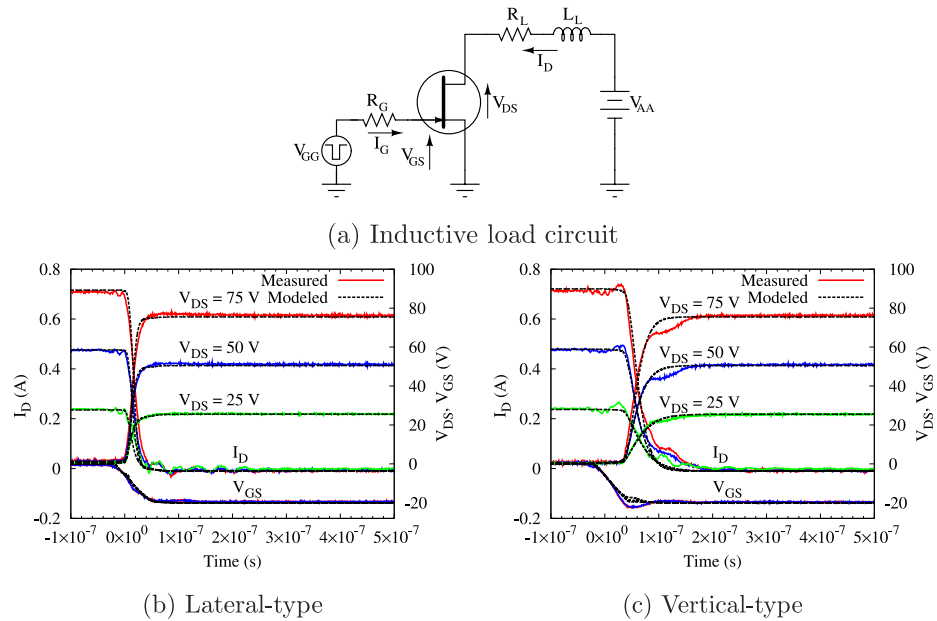 R_L L_L
I_D
R_G
V_DS
V_AA
I_G
V_GG
V_GS
(a) Inductive load circuit
0.8
0.6
0.4
0.2
0
-0.2
I_D (A)
100
80
60
40
20
0
-20
V_DS, V_GS (V)
Measured
Modeled
V_DS = 75 V
V_DS = 50 V
V_DS = 25 V
I_D
V_GS
-1×10^-7 0×10^0 1×10^-7 2×10^-7 3×10^-7 4×10^-7 5×10^-7
Time (s)
(b) Lateral-type
0.8
0.6
0.4
0.2
0
-0.2
I_D (A)
100
80
60
40
20
0
-20
V_DS, V_GS (V)
Measured
Modeled
V_DS = 75 V
V_DS = 50 V
V_DS = 25 V
I_D
V_GS
-1×10^-7 0×10^0 1×10^-7 2×10^-7 3×10^-7 4×10^-7 5×10^-7
Time (s)
(c) Vertical-type